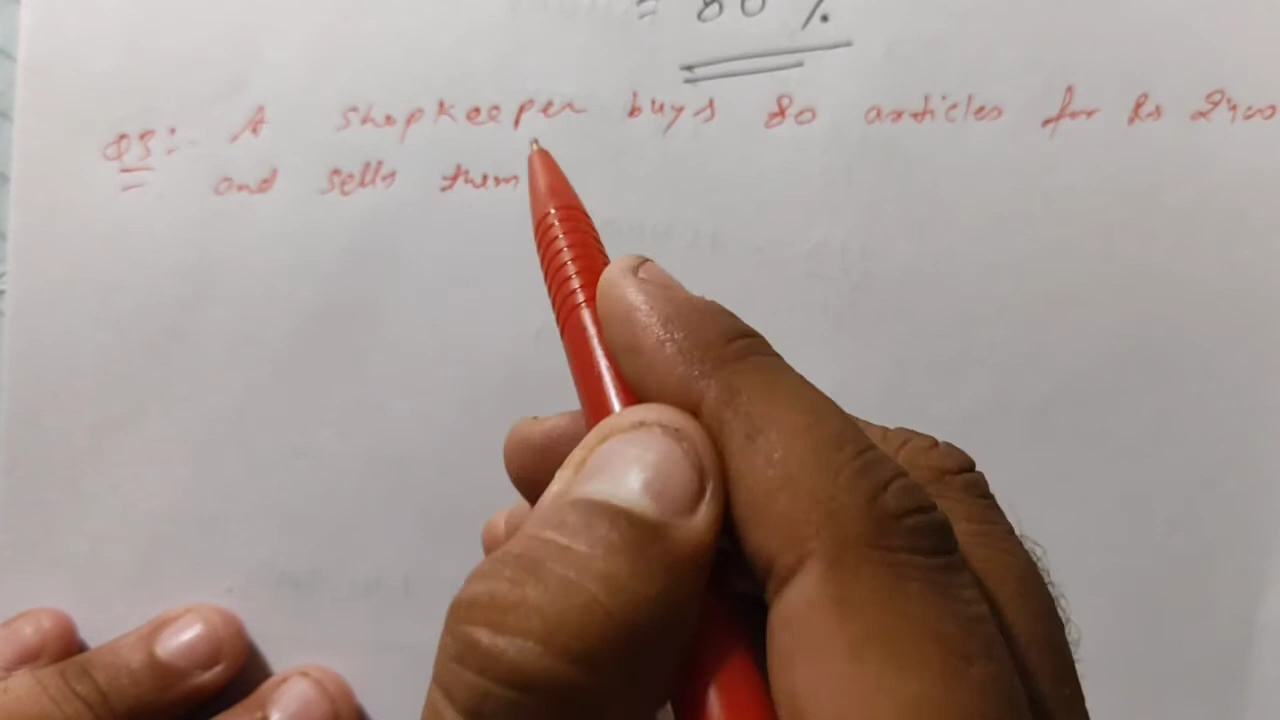 = 80 %
Q3:- A shopkeeper buys 80 articles for Rs 2400
and sells them